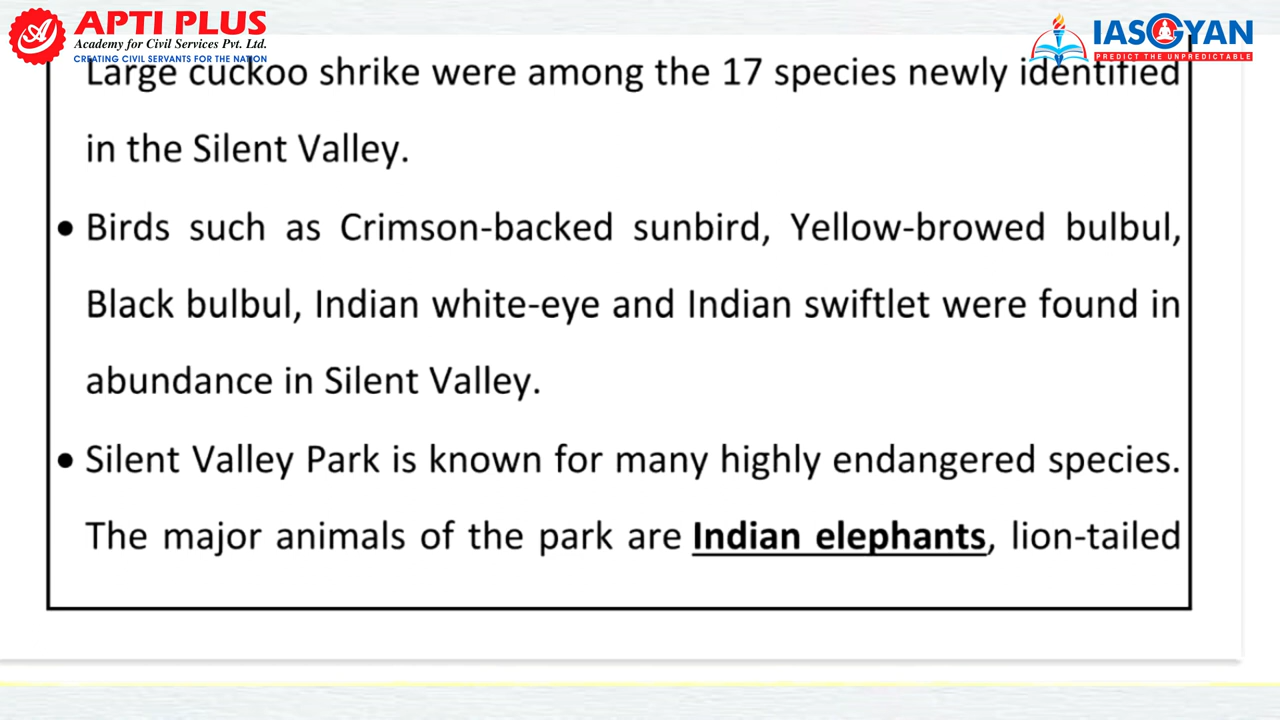 APTI PLUS
Academy for Civil Services Pvt. Ltd.
CREATING CIVIL SERVANTS FOR THE NATION
IASGYAN
PREDICT THE UNPREDICTABLE
Large cuckoo shrike were among the 17 species newly identified
in the Silent Valley.
• Birds such as Crimson-backed sunbird, Yellow-browed bulbul,
Black bulbul, Indian white-eye and Indian swiftlet were found in
abundance in Silent Valley.
• Silent Valley Park is known for many highly endangered species.
The major animals of the park are Indian elephants, lion-tailed